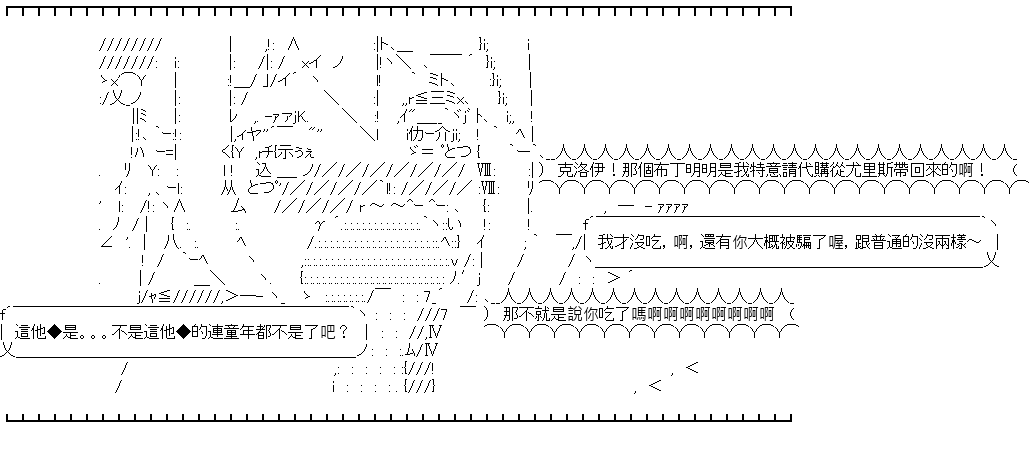 克洛伊！那個布丁明明是我特意請代購從尤里斯帶回來的啊！
我才沒吃，啊，還有你大概被騙了喔，跟普通的沒兩樣～
那不就是說你吃了嗎啊啊啊啊啊啊啊啊
這他◆是。。。不是這他◆的連童年都不是了吧？